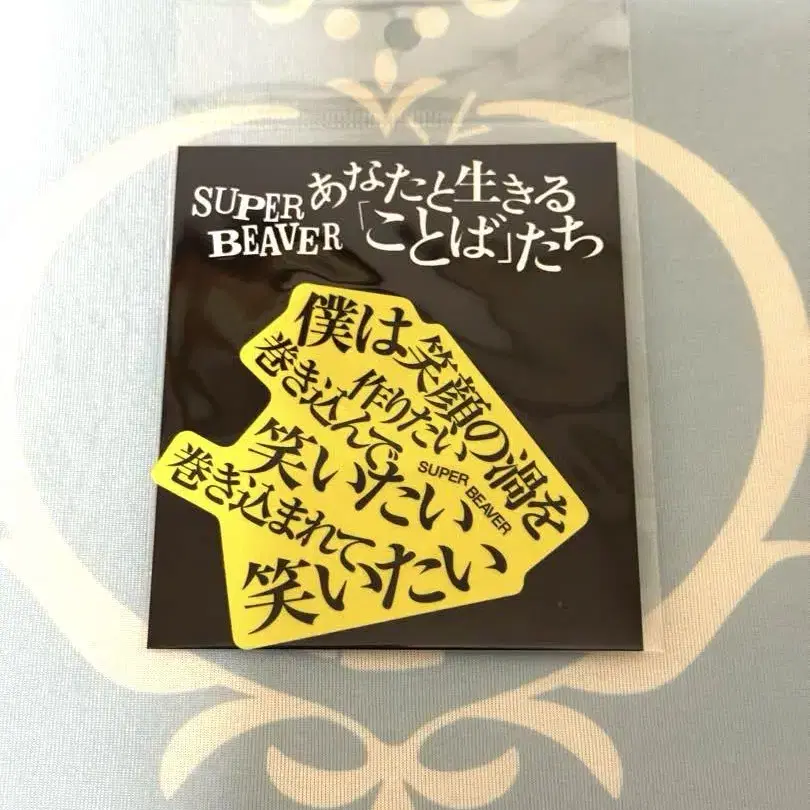 SUPER
BEAVER
あなたと生きる
「ことば」たち
僕は笑顔の渦を
作りたい
巻き込んで
笑いたい
SUPER
BEAVER
巻き込まれて
笑いたい